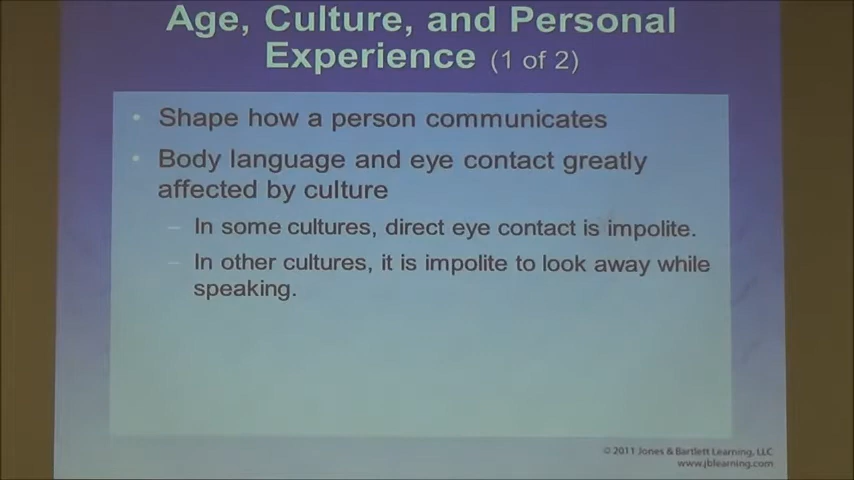 Age, Culture, and Personal
Experience (1 of 2)
• Shape how a person communicates
• Body language and eye contact greatly
affected by culture
– In some cultures, direct eye contact is impolite.
– In other cultures, it is impolite to look away while
speaking.
© 2011 Jones & Bartlett Learning, LLC
www.jblearning.com